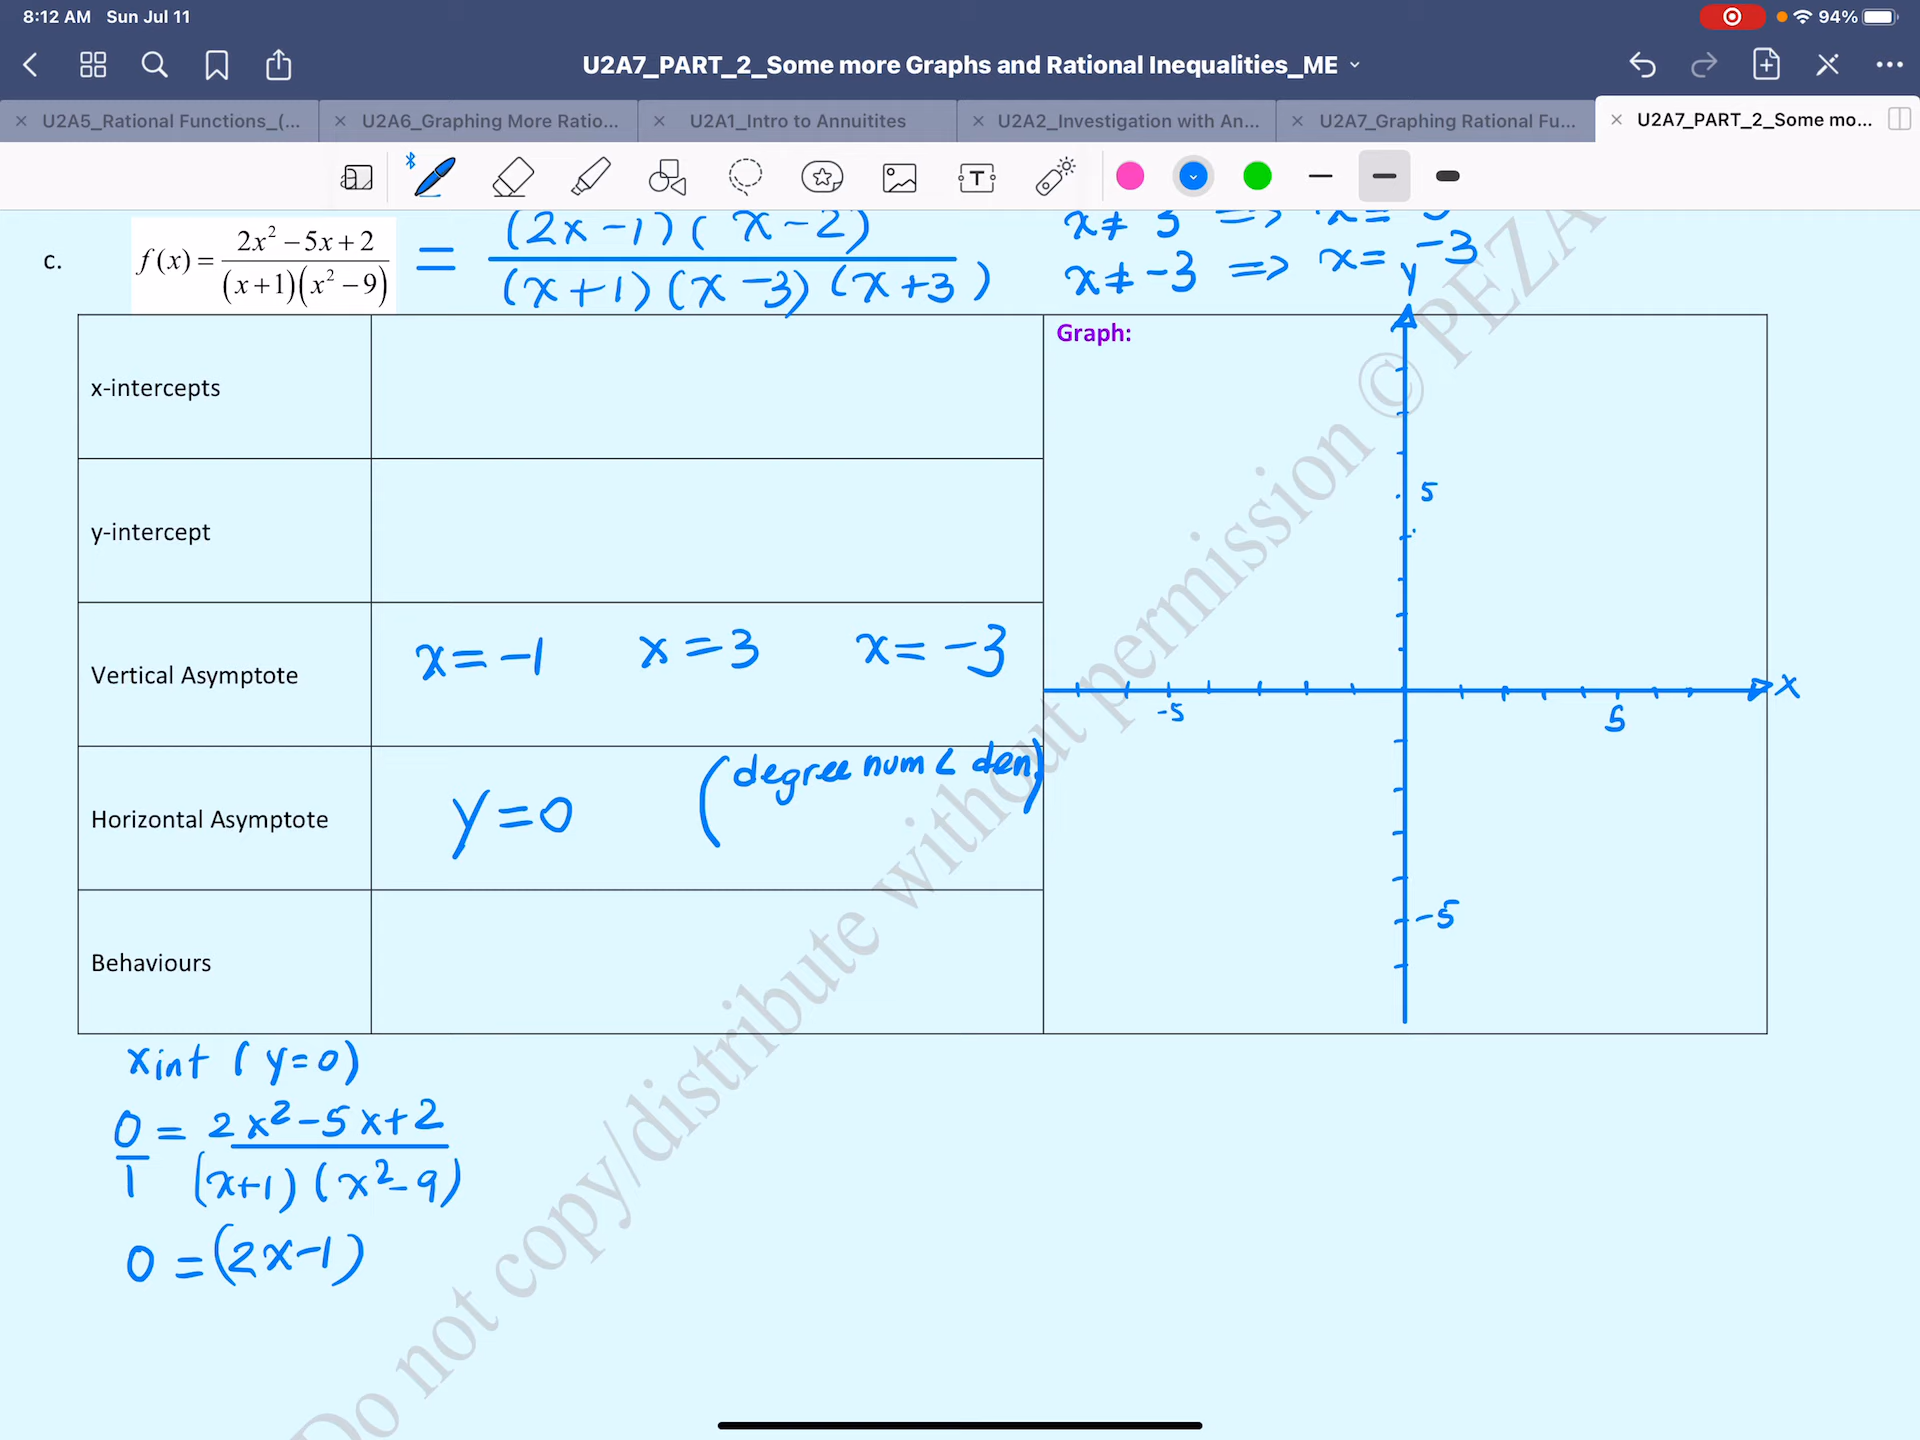 8:12 AM Sun Jul 11 94%
U2A7_PART_2_Some more Graphs and Rational Inequalities_ME
U2A5_Rational Functions_(... U2A6_Graphing More Ratio... U2A1_Intro to Annuitites U2A2_Investigation with An... U2A7_Graphing Rational Fu... U2A7_PART_2_Some mo...
c. f(x) = (2x² − 5x + 2) / ((x+1)(x² − 9)) = ((2x−1)(x−2)) / ((x+1)(x−3)(x+3))
x ≠ 3 => x = 3
x ≠ −3 => x = −3
y
Graph:
x-intercepts
y-intercept
Vertical Asymptote x = −1 x = 3 x = −3
Horizontal Asymptote y = 0 (degree num < den)
Behaviours
5
-5 5 x
-5
x int (y=0)
0/1 = (2x² − 5x + 2) / ((x+1)(x² − 9))
0 = (2x−1)
Do not copy/distribute without permission © PEZA